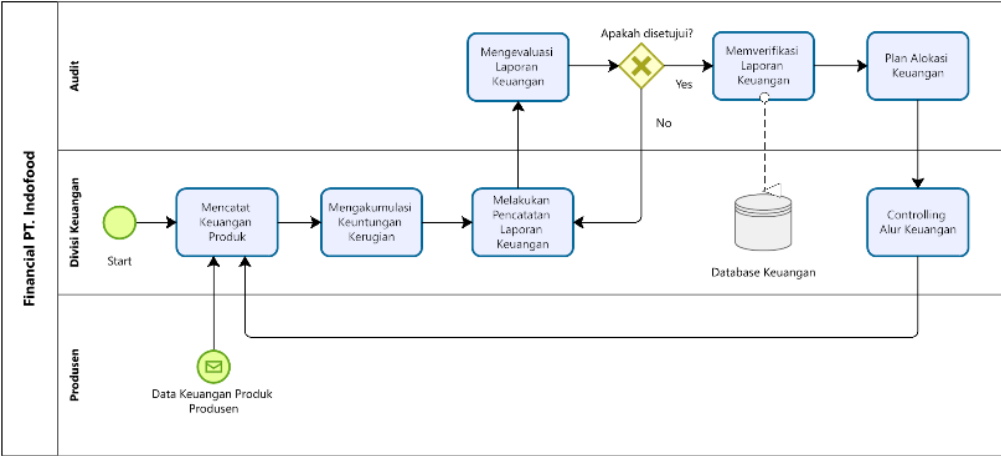 Financial PT. Indofood
Audit
Mengevaluasi
Laporan
Keuangan
Apakah disetujui?
Yes
No
Memverifikasi
Laporan
Keuangan
Plan Alokasi
Keuangan
Divisi Keuangan
Start
Mencatat
Keuangan
Produk
Mengakumulasi
Keuntungan
Kerugian
Melakukan
Pencatatan
Laporan
Keuangan
Database Keuangan
Controlling
Alur Keuangan
Produsen
Data Keuangan Produk
Produsen